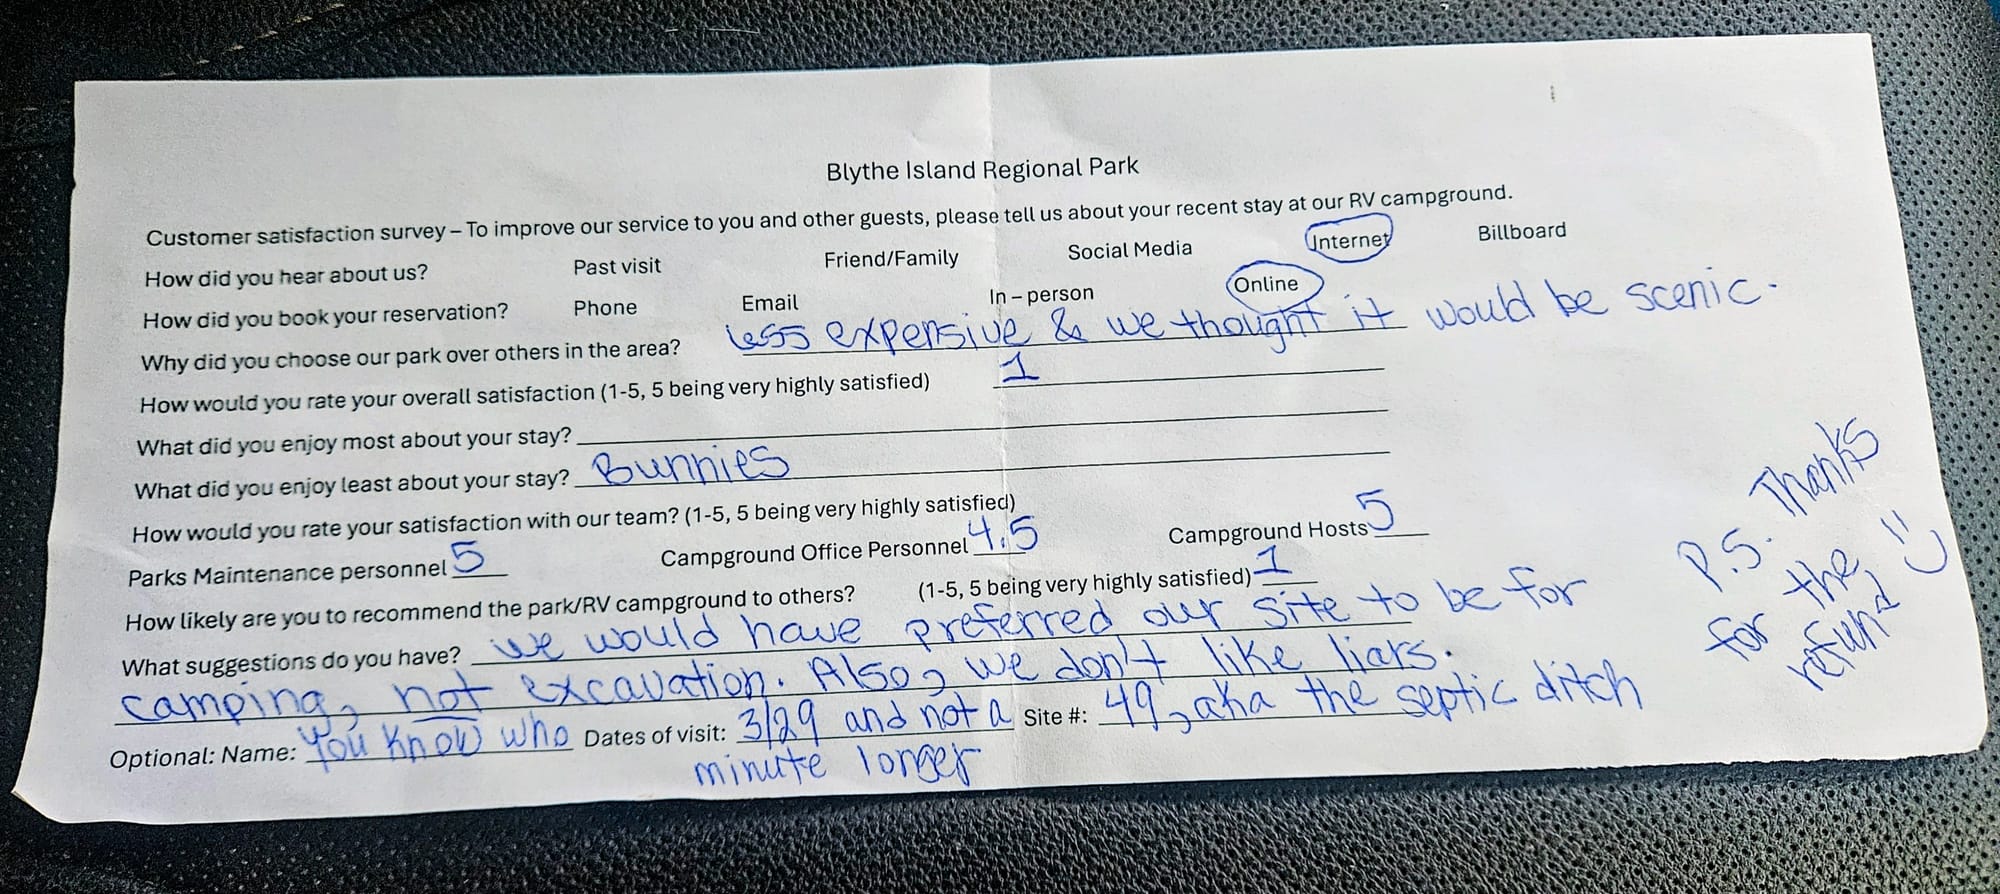 Blythe Island Regional Park
Customer satisfaction survey – To improve our service to you and other guests, please tell us about your recent stay at our RV campground.
How did you hear about us? Past visit Friend/Family Social Media Internet Billboard
How did you book your reservation? Phone Email In – person Online
Why did you choose our park over others in the area? less expensive & we thought it would be scenic.
How would you rate your overall satisfaction (1-5, 5 being very highly satisfied) 1
What did you enjoy most about your stay?
What did you enjoy least about your stay? Bunnies
How would you rate your satisfaction with our team? (1-5, 5 being very highly satisfied)
Parks Maintenance personnel 5 Campground Office Personnel 4.5 Campground Hosts 5
How likely are you to recommend the park/RV campground to others? (1-5, 5 being very highly satisfied) 1
What suggestions do you have? we would have preferred our site to be for
camping, not excavation. Also, we don't like liars.
Optional: Name: You know who Dates of visit: 3/29 and not a Site #: 49, aka the septic ditch
minute longer
P.S. Thanks
for the
refund